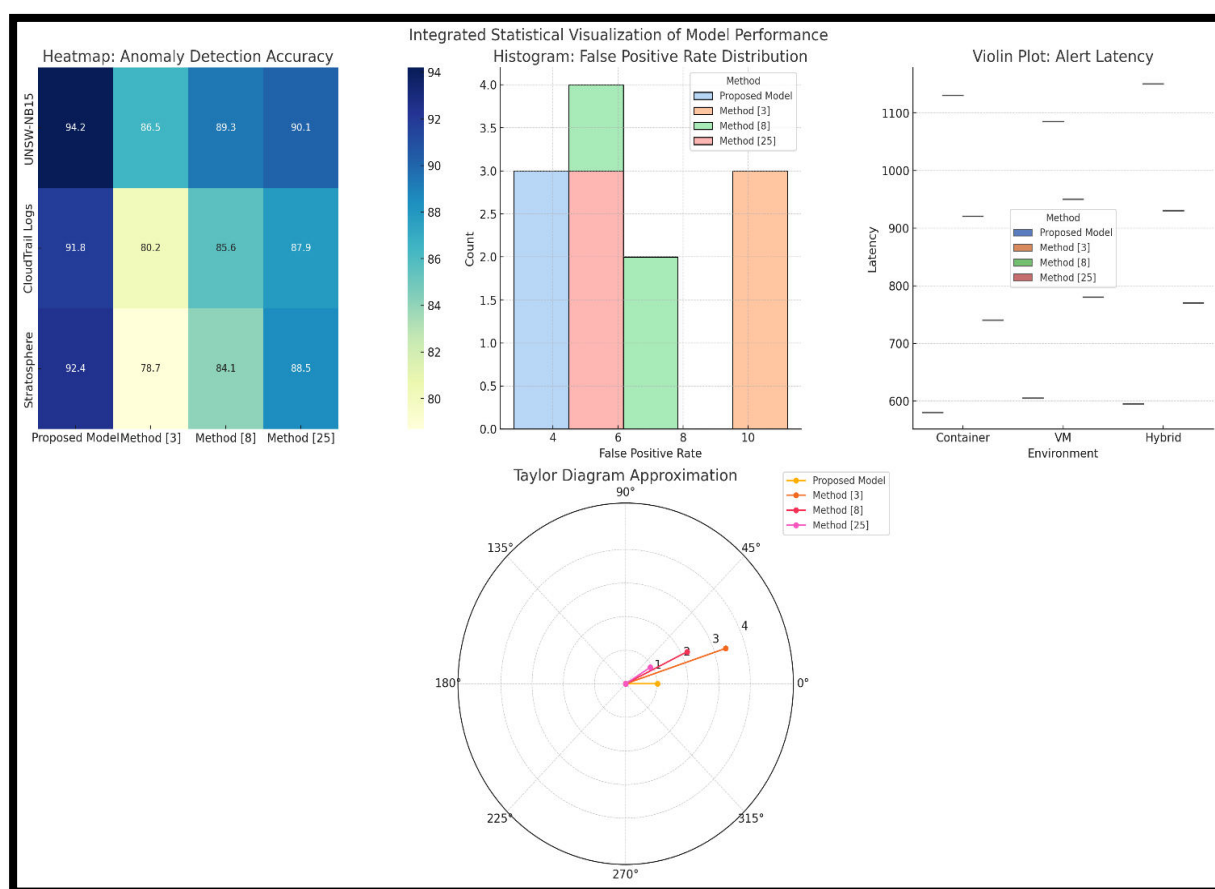 Integrated Statistical Visualization of Model Performance
Heatmap: Anomaly Detection Accuracy
UNSW-NB15
CloudTrail Logs
Stratosphere
94.2 86.5 89.3 90.1
91.8 80.2 85.6 87.9
92.4 78.7 84.1 88.5
Proposed Model Method [3] Method [8] Method [25]
94
92
90
88
86
84
82
80
Histogram: False Positive Rate Distribution
Count
4.0
3.5
3.0
2.5
2.0
1.5
1.0
0.5
0.0
Method
Proposed Model
Method [3]
Method [8]
Method [25]
4 6 8 10
False Positive Rate
Violin Plot: Alert Latency
Latency
1100
1000
900
800
700
600
Method
Proposed Model
Method [3]
Method [8]
Method [25]
Container VM Hybrid
Environment
Taylor Diagram Approximation
Proposed Model
Method [3]
Method [8]
Method [25]
90°
135° 45°
4
3
2
1
180° 0°
225° 315°
270°